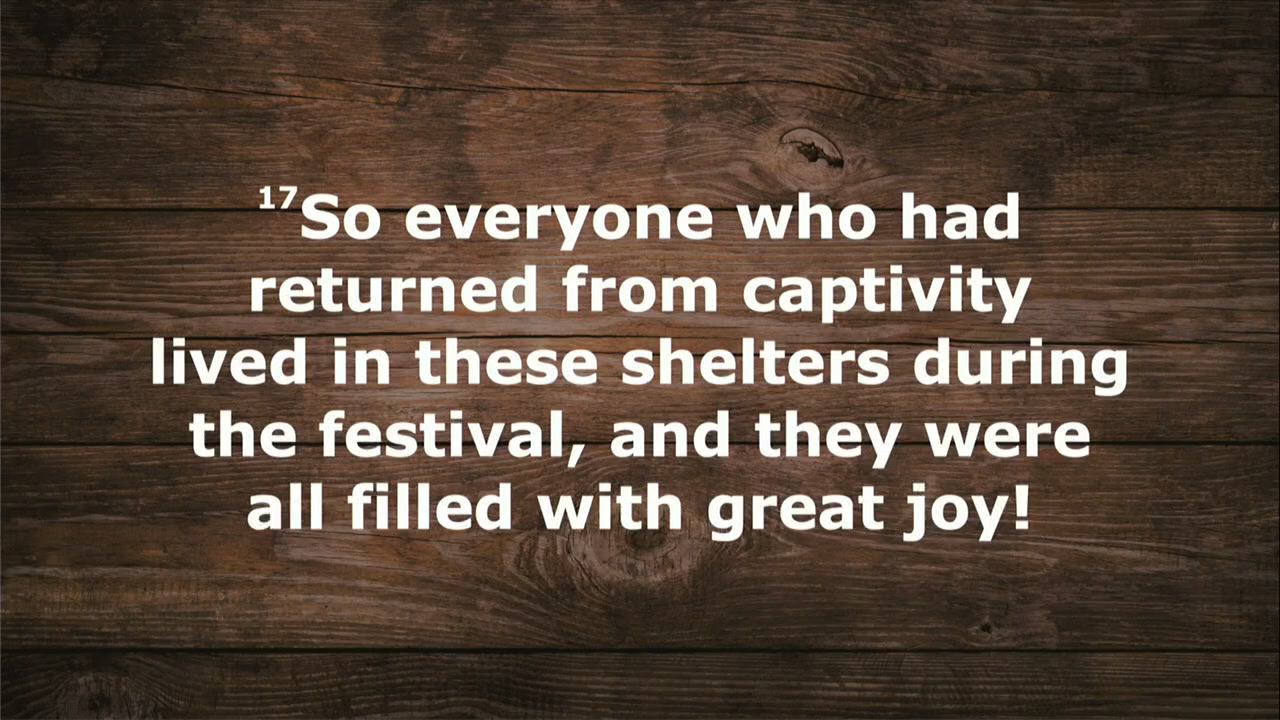 17So everyone who had
returned from captivity
lived in these shelters during
the festival, and they were
all filled with great joy!